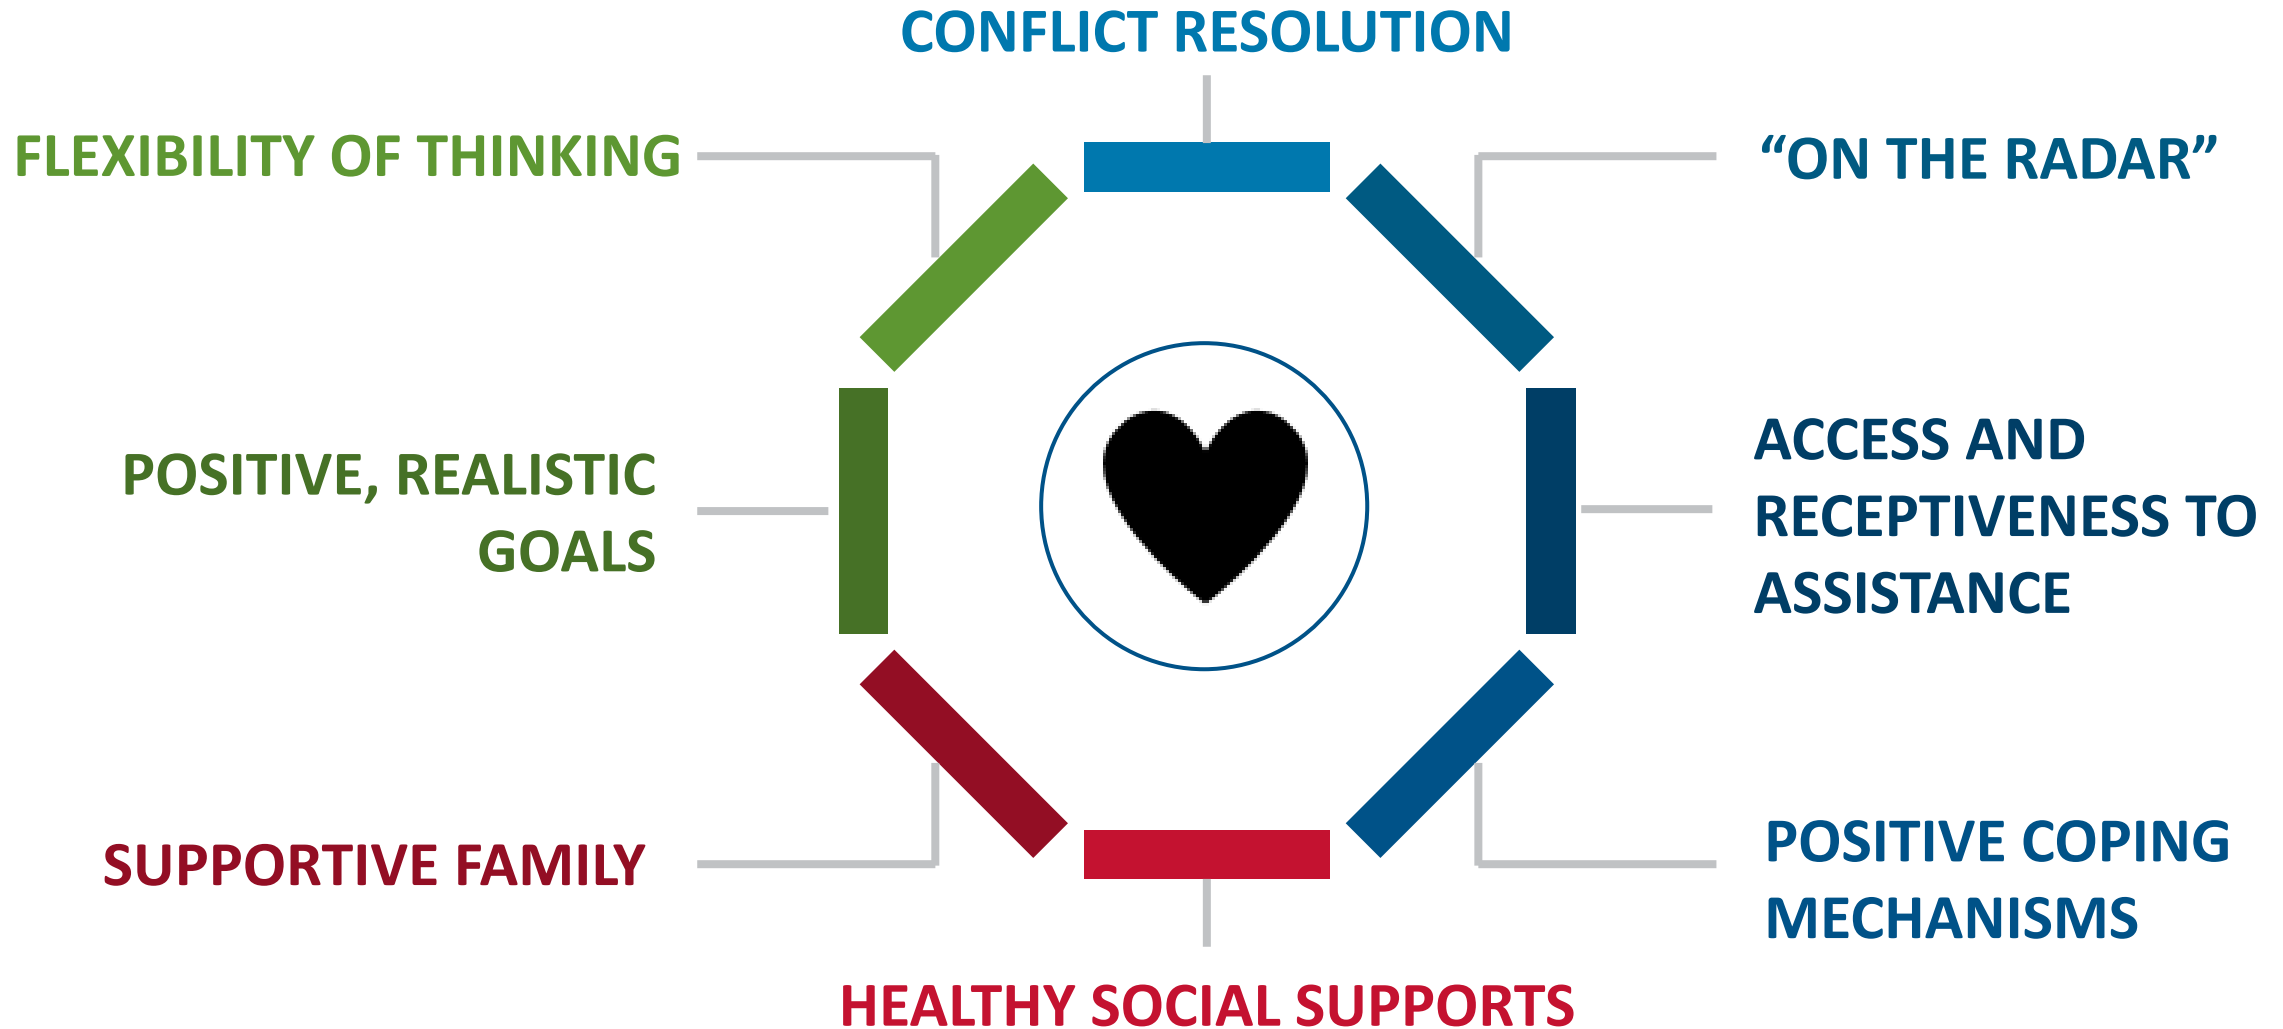 CONFLICT RESOLUTION
FLEXIBILITY OF THINKING
“ON THE RADAR”
POSITIVE, REALISTIC
GOALS
ACCESS AND
RECEPTIVENESS TO
ASSISTANCE
SUPPORTIVE FAMILY
POSITIVE COPING
MECHANISMS
HEALTHY SOCIAL SUPPORTS